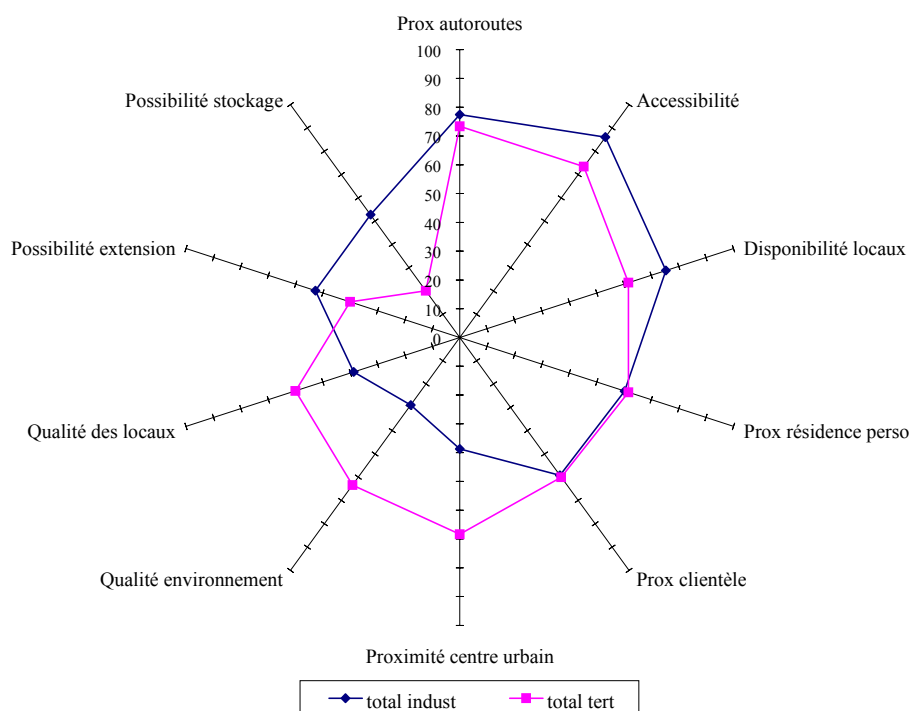 Prox autoroutes
100
90
80
70
60
50
40
30
20
10
0
Accessibilité
Disponibilité locaux
Prox résidence perso
Prox clientèle
Proximité centre urbain
Qualité environnement
Qualité des locaux
Possibilité extension
Possibilité stockage
total indust total tert